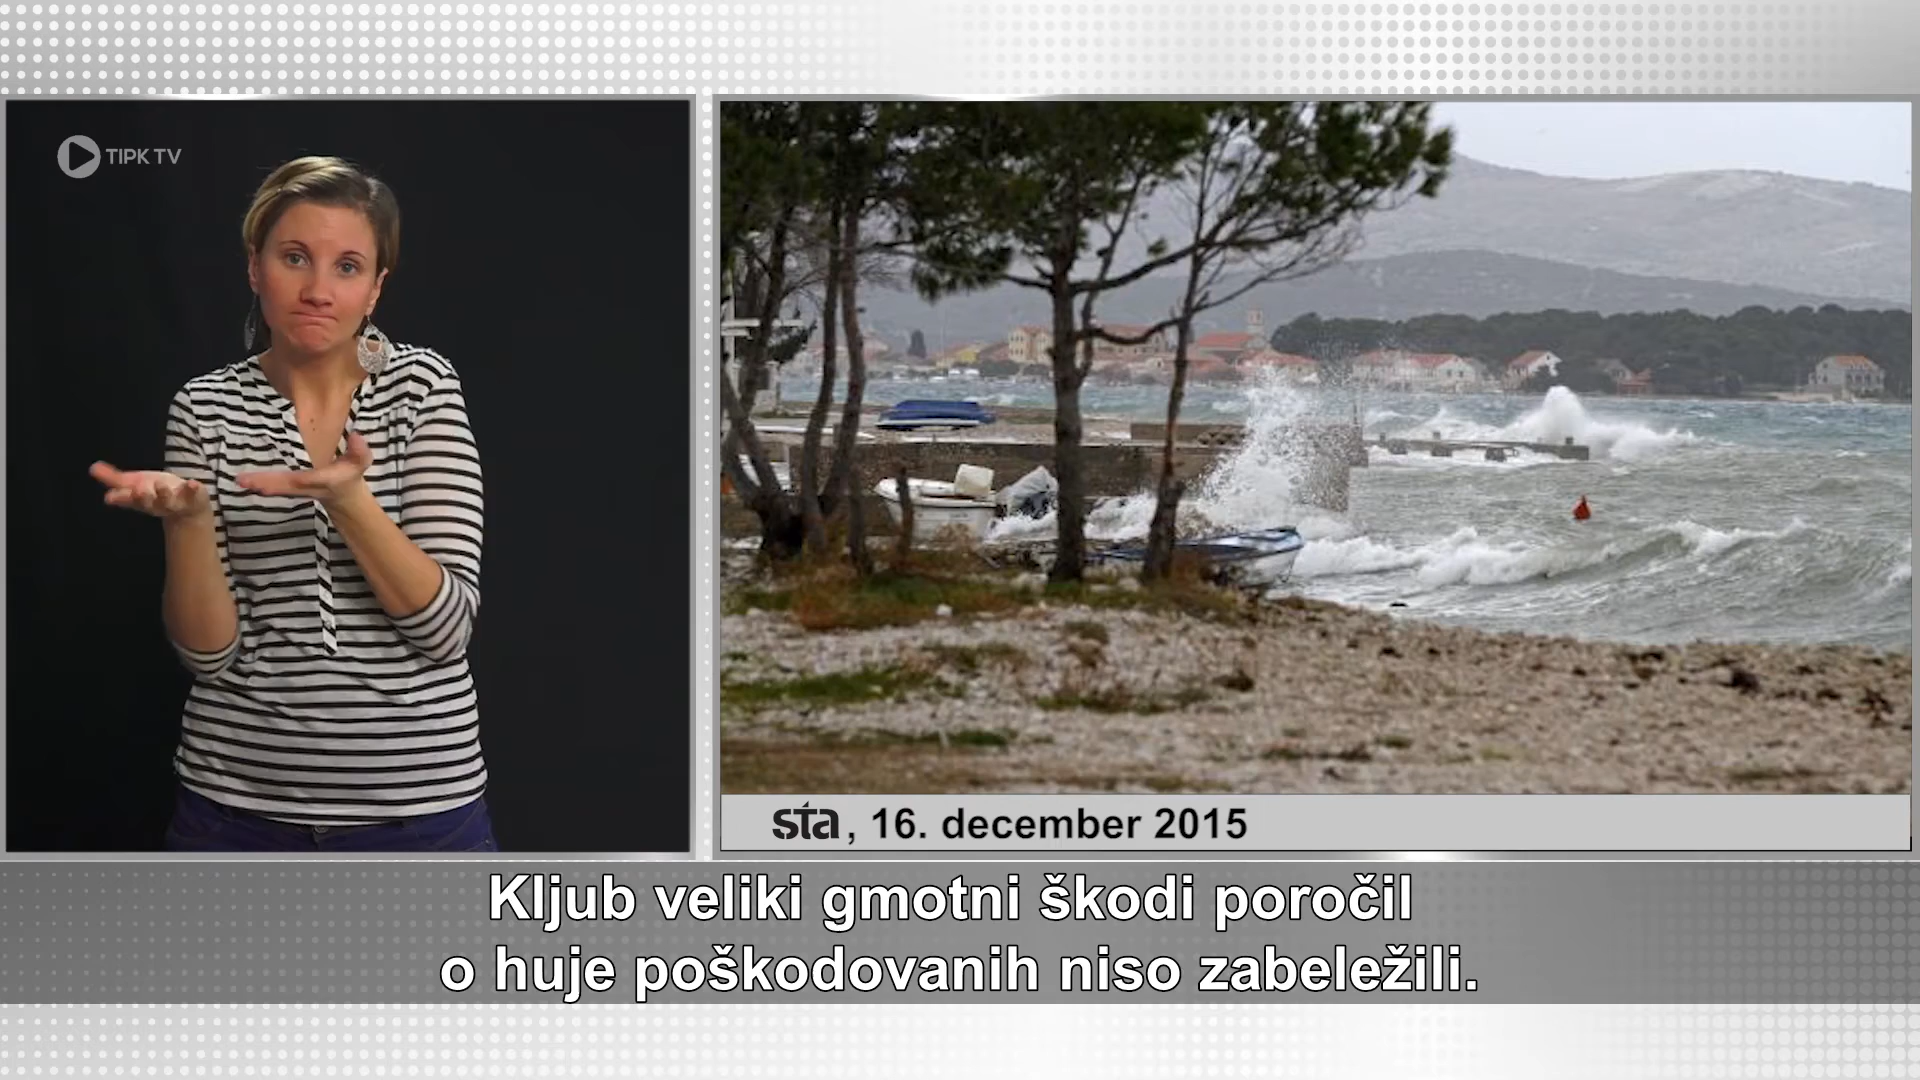 TIPK TV
sta, 16. december 2015
Kljub veliki gmotni škodi poročil
o huje poškodovanih niso zabeležili.